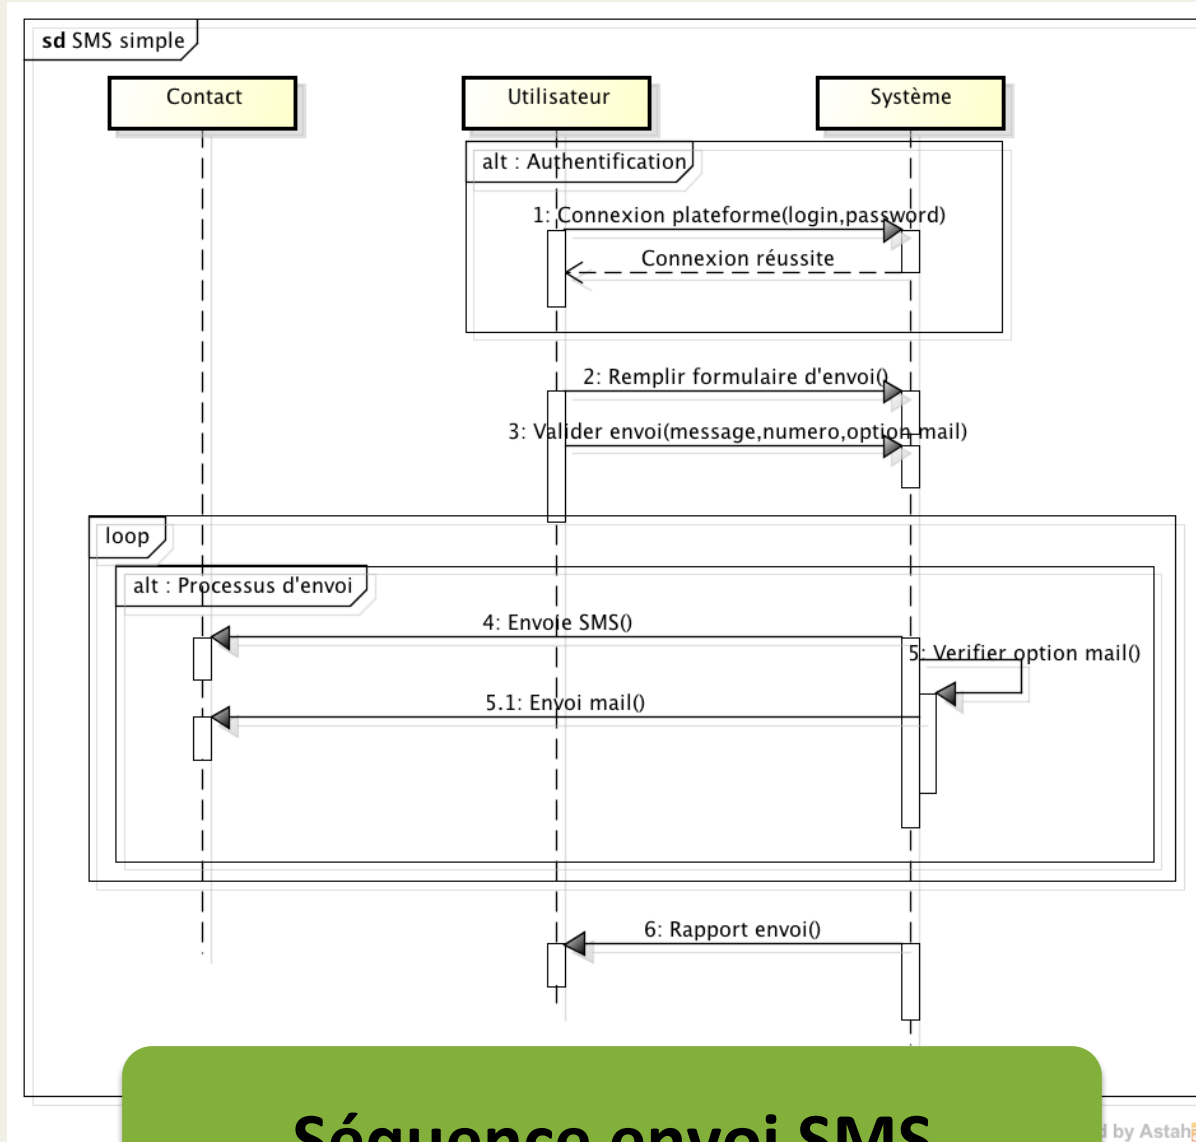 sd SMS simple
Contact
Utilisateur
Système
alt : Authentification
1: Connexion plateforme(login,password)
Connexion réussite
2: Remplir formulaire d'envoi()
3: Valider envoi(message,numero,option mail)
loop
alt : Processus d'envoi
4: Envoie SMS()
5: Verifier option mail()
5.1: Envoi mail()
6: Rapport envoi()
Séquence envoi SMS
by Astah